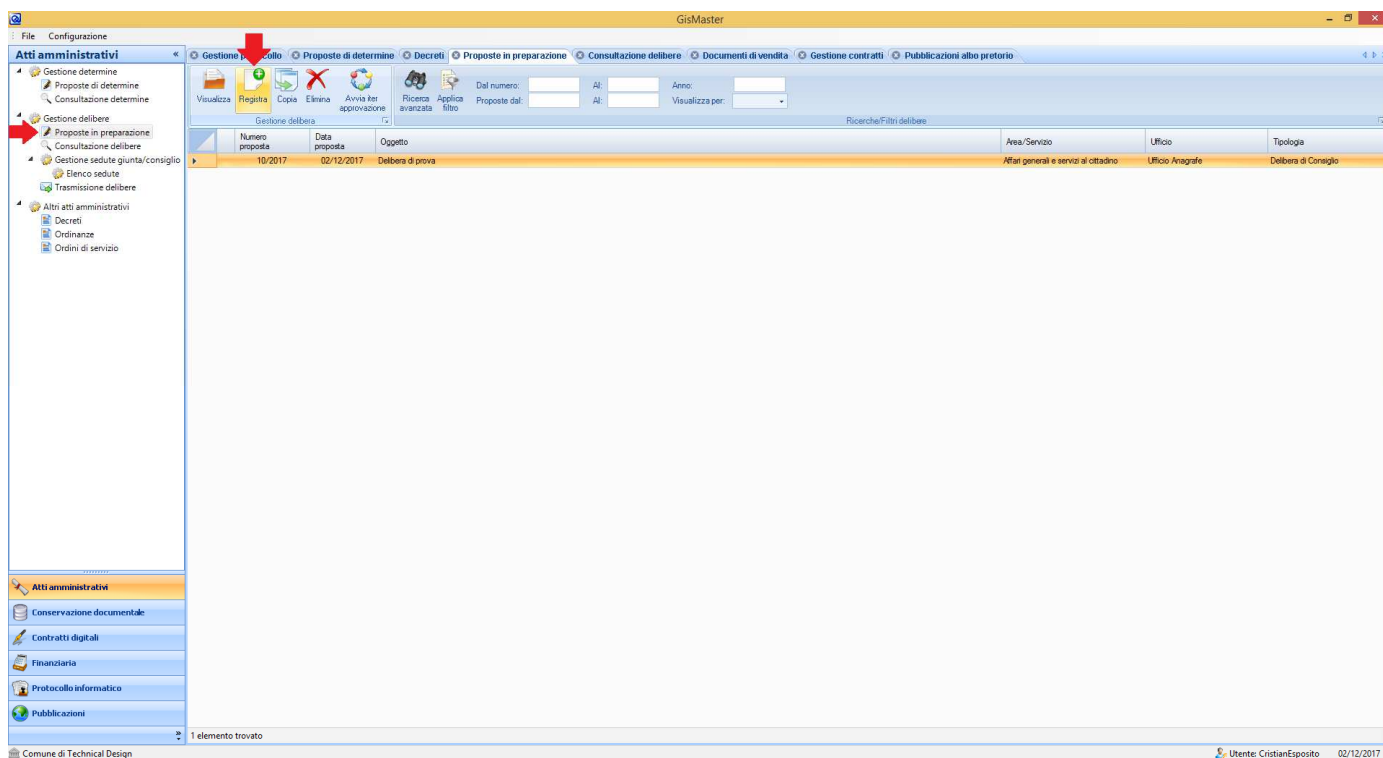 GisMaster
File Configurazione
Atti amministrativi «
Gestione determine
Proposte di determine
Consultazione determine
Gestione delibere
Proposte in preparazione
Consultazione delibere
Gestione sedute giunta/consiglio
Elenco sedute
Trasmissione delibere
Altri atti amministrativi
Decreti
Ordinanze
Ordini di servizio
Atti amministrativi
Conservazione documentale
Contratti digitali
Finanziaria
Protocollo informatico
Pubblicazioni
»
Gestione ollo Proposte di determine Decreti Proposte in preparazione Consultazione delibere Documenti di vendita Gestione contratti Pubblicazioni albo pretorio
Visualizza Registra Copia Elimina Avvia iter approvazione Ricerca avanzata Applica filtro
Dal numero: Al: Anno:
Proposte dal: Al: Visualizza per:
Gestione delibera Ricerche/Filtri delibere
Numero proposta Data proposta Oggetto Area/Servizio Ufficio Tipologia
10/2017 02/12/2017 Delibera di prova Affari generali e servizi al cittadino Ufficio Anagrafe Delibera di Consiglio
1 elemento trovato
Comune di Technical Design Utente: CristianEsposito 02/12/2017